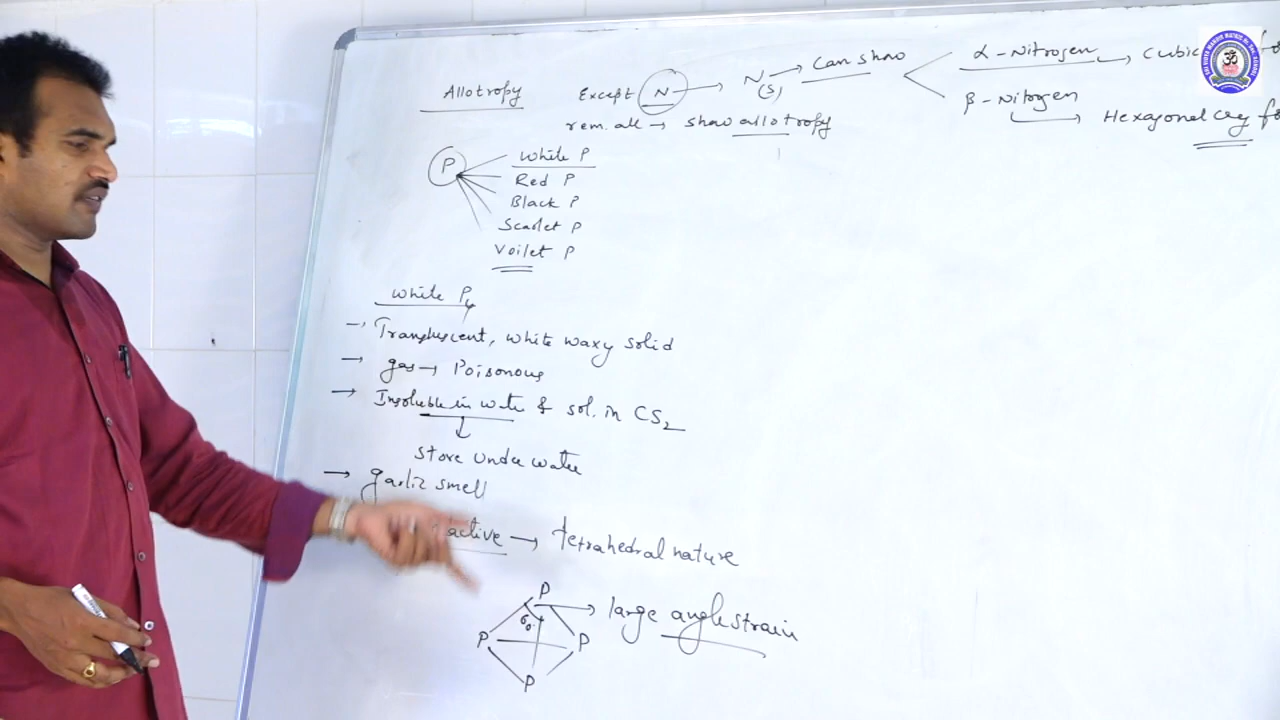 Allotropy Except N → N(s) → Can show α-Nitrogen → Cubic
β-Nitrogen → Hexagonal Cry
rem. all → show allotropy
P White P
Red P
Black P
Scarlet P
Voilet P
White P₄
→ Transluscent, white waxy solid
→ gas → Poisonous
→ Insoluble in water & sol. in CS₂
↓
store under water
→ garlic smell
active → tetrahedral nature
P → large angle strain
60°
P P
P